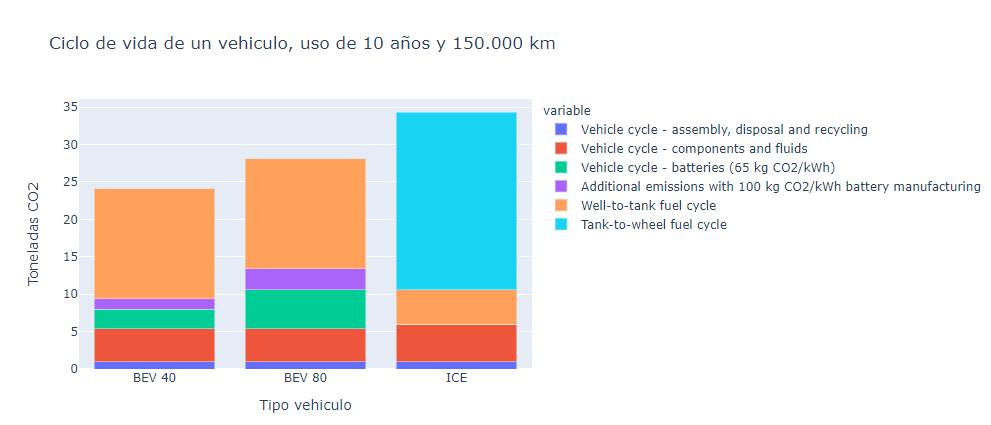 Ciclo de vida de un vehiculo, uso de 10 años y 150.000 km
35
30
25
20
15
10
5
0
Toneladas CO2
BEV 40
BEV 80
ICE
Tipo vehiculo
variable
Vehicle cycle - assembly, disposal and recycling
Vehicle cycle - components and fluids
Vehicle cycle - batteries (65 kg CO2/kWh)
Additional emissions with 100 kg CO2/kWh battery manufacturing
Well-to-tank fuel cycle
Tank-to-wheel fuel cycle